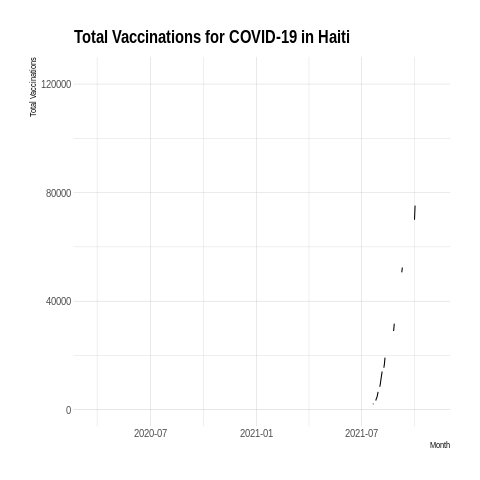 Total Vaccinations for COVID-19 in Haiti
Total Vaccinations
120000
80000
40000
0
2020-07
2021-01
2021-07
Month